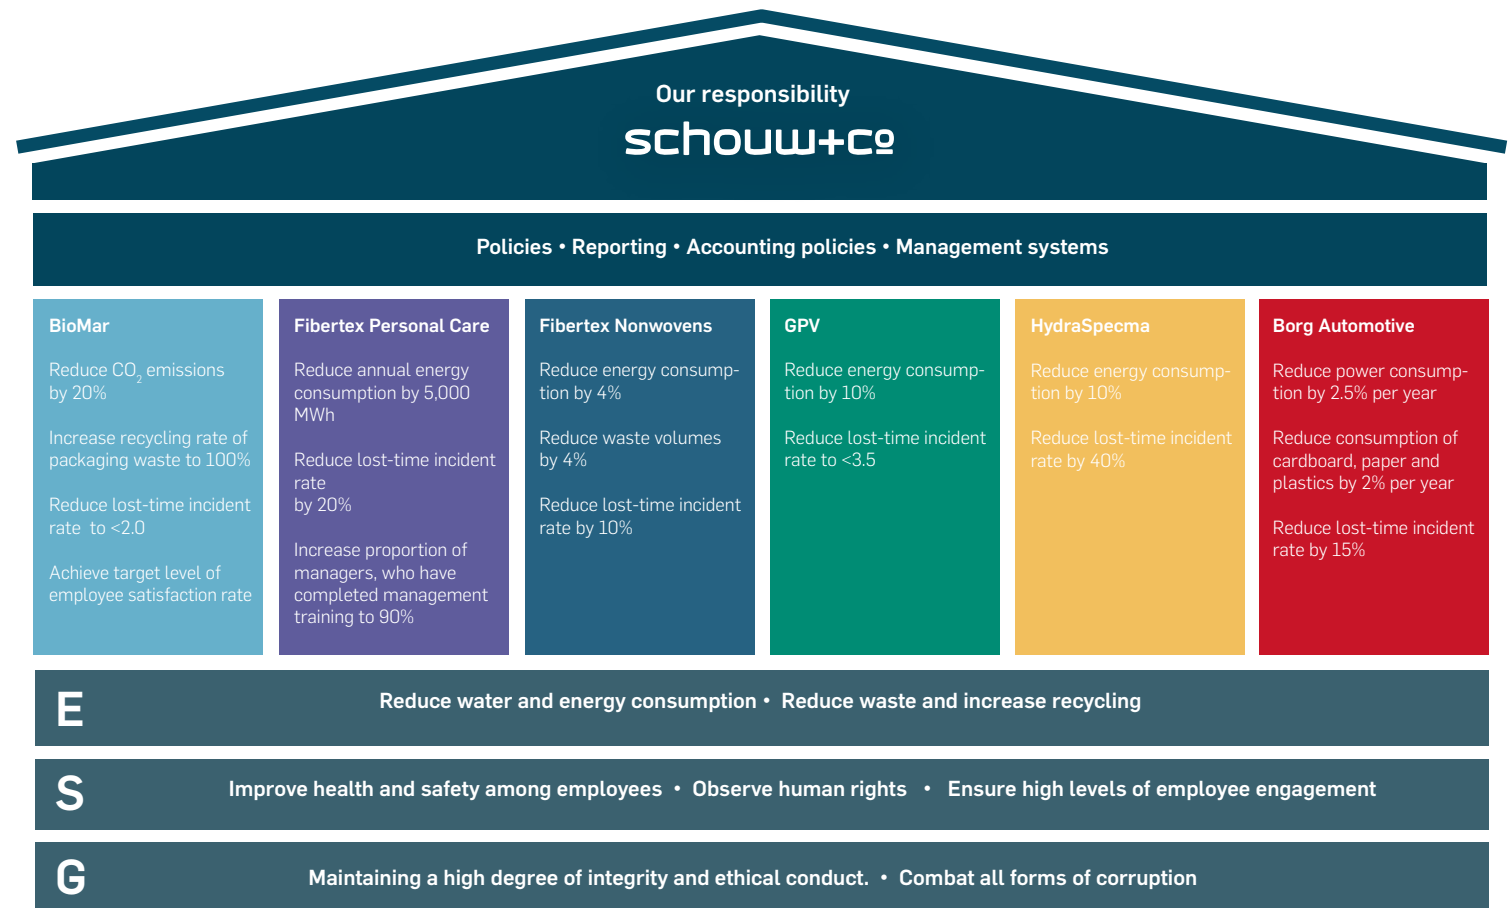 Our responsibility
schouw+co
Policies • Reporting • Accounting policies • Management systems
BioMar
Reduce CO₂ emissions
by 20%
Increase recycling rate of
packaging waste to 100%
Reduce lost-time incident
rate to <2.0
Achieve target level of
employee satisfaction rate
Fibertex Personal Care
Reduce annual energy
consumption by 5,000
MWh
Reduce lost-time incident
rate
by 20%
Increase proportion of
managers, who have
completed management
training to 90%
Fibertex Nonwovens
Reduce energy consump-
tion by 4%
Reduce waste volumes
by 4%
Reduce lost-time incident
rate by 10%
GPV
Reduce energy consump-
tion by 10%
Reduce lost-time incident
rate to <3.5
HydraSpecma
Reduce energy consump-
tion by 10%
Reduce lost-time incident
rate by 40%
Borg Automotive
Reduce power consump-
tion by 2.5% per year
Reduce consumption of
cardboard, paper and
plastics by 2% per year
Reduce lost-time incident
rate by 15%
E
Reduce water and energy consumption • Reduce waste and increase recycling
S
Improve health and safety among employees • Observe human rights • Ensure high levels of employee engagement
G
Maintaining a high degree of integrity and ethical conduct. • Combat all forms of corruption